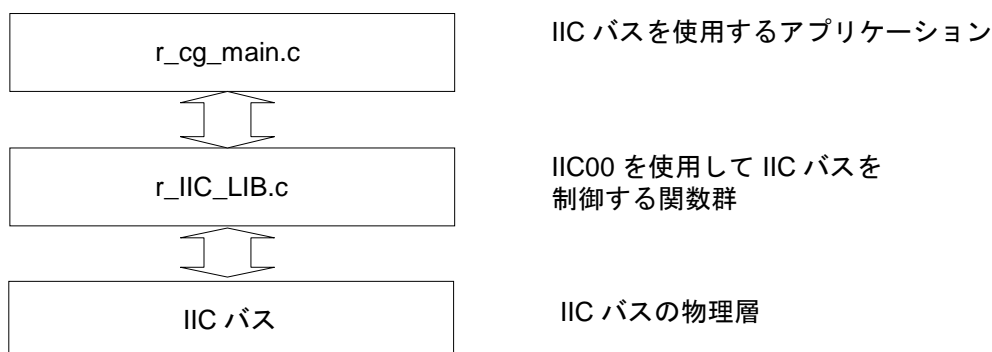 r_cg_main.c
IIC バスを使用するアプリケーション
r_IIC_LIB.c
IIC00 を使用して IIC バスを
制御する関数群
IIC バス
IIC バスの物理層